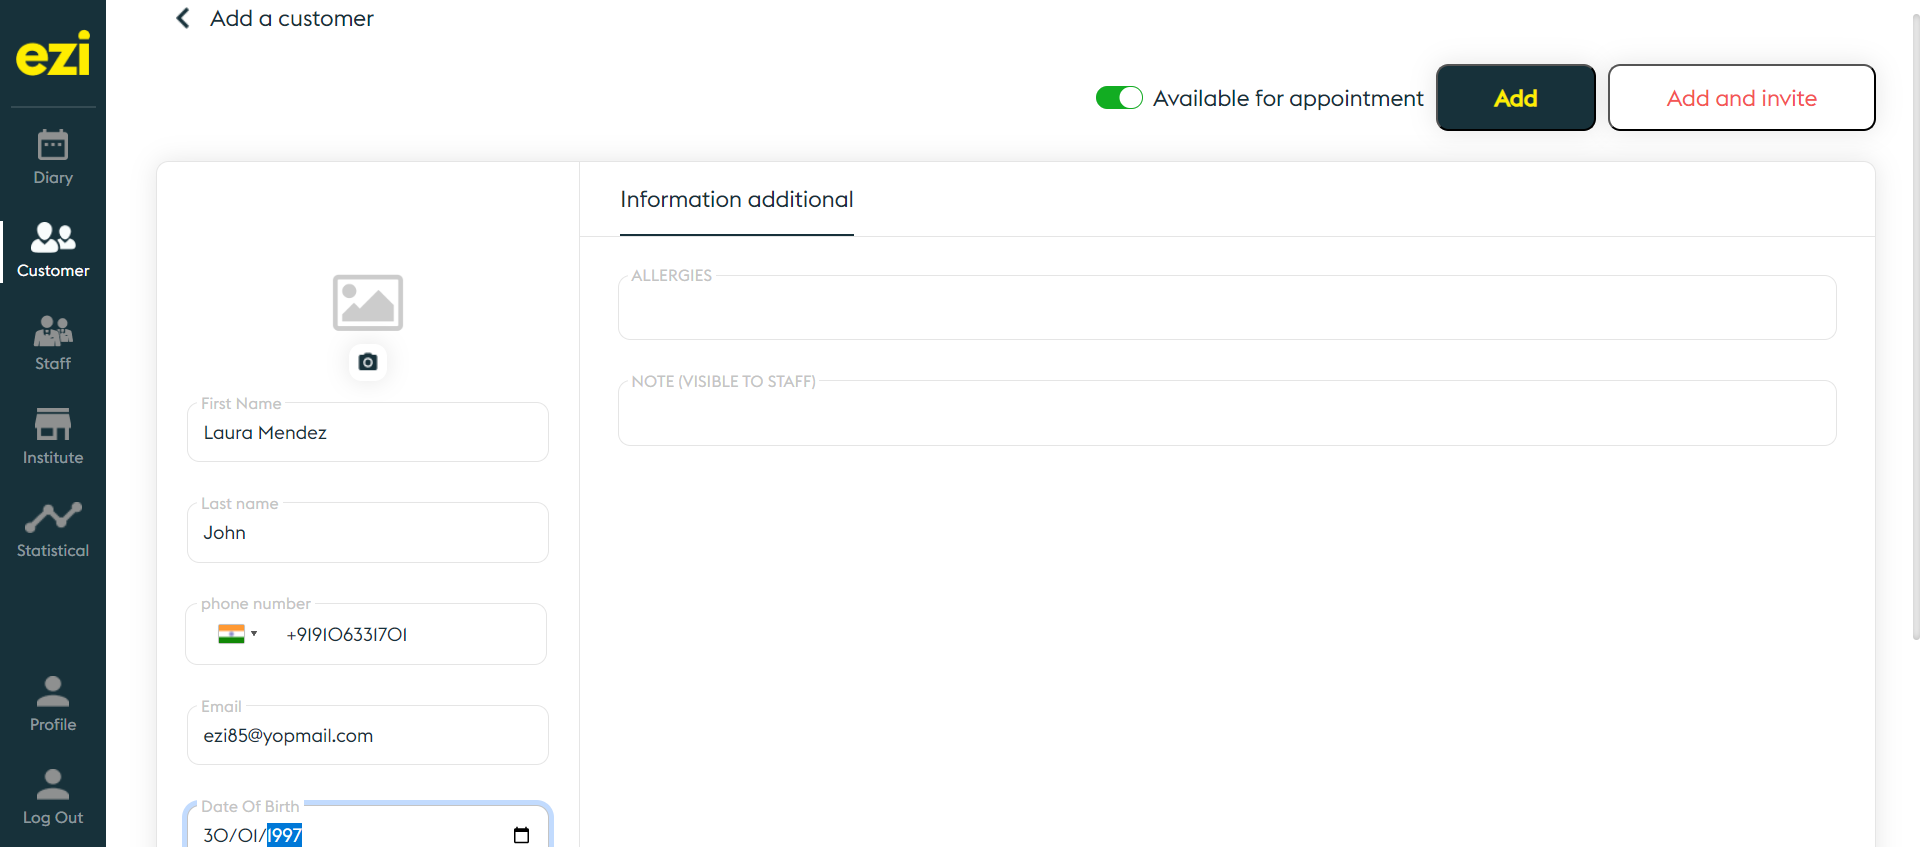 Add a customer
ezi
Available for appointment
Add
Add and invite
Diary
Customer
Staff
Institute
Statistical
Profile
Log Out
First Name
Laura Mendez
Last name
John
phone number
+919106331701
Email
ezi85@yopmail.com
Date Of Birth
30/01/1997
Information additional
ALLERGIES
NOTE (VISIBLE TO STAFF)